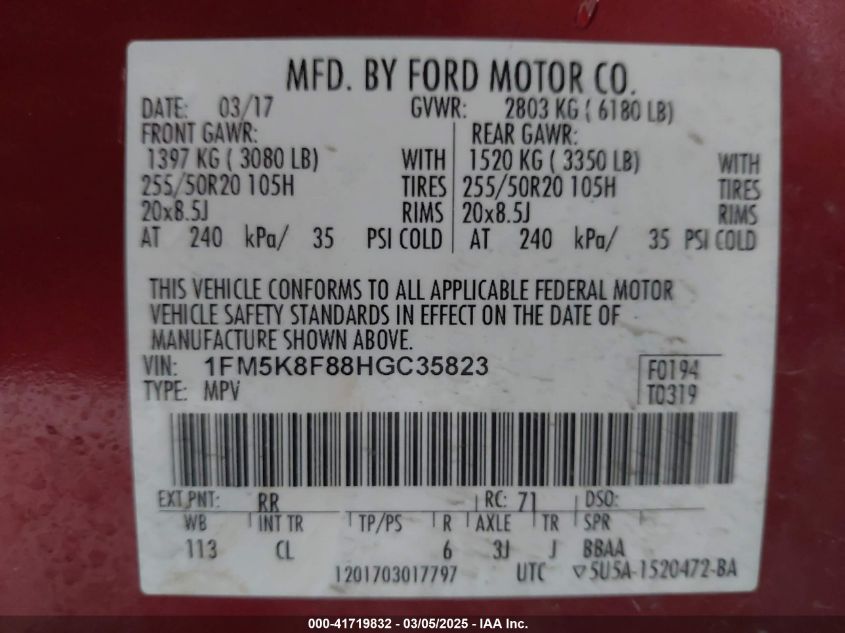 MFD. BY FORD MOTOR CO.
DATE: 03/17 GVWR: 2803 KG ( 6180 LB)
FRONT GAWR: REAR GAWR:
1397 KG ( 3080 LB) WITH 1520 KG ( 3350 LB) WITH
255/50R20 105H TIRES 255/50R20 105H TIRES
20x8.5J RIMS 20x8.5J RIMS
AT 240 kPa/ 35 PSI COLD AT 240 kPa/ 35 PSI COLD
THIS VEHICLE CONFORMS TO ALL APPLICABLE FEDERAL MOTOR
VEHICLE SAFETY STANDARDS IN EFFECT ON THE DATE OF
MANUFACTURE SHOWN ABOVE.
VIN: 1FM5K8F88HGC35823 F0194
TYPE: MPV T0319
EXT PNT: RR RC: 71 DSO:
WB INT TR TP/PS R AXLE TR SPR
113 CL 6 3J J BBAA
1201703017797 UTC ▽5U5A-1520472-BA
000-41719832 - 03/05/2025 - IAA Inc.